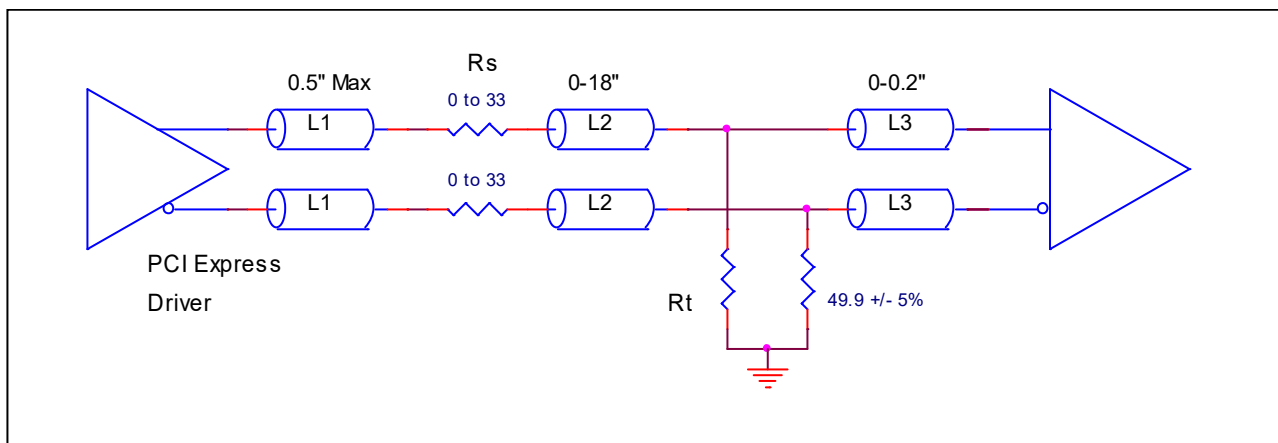 Rs
0.5" Max
0-18"
0-0.2"
0 to 33
L1
L2
L3
0 to 33
L1
L2
L3
PCI Express
Driver
Rt
49.9 +/- 5%